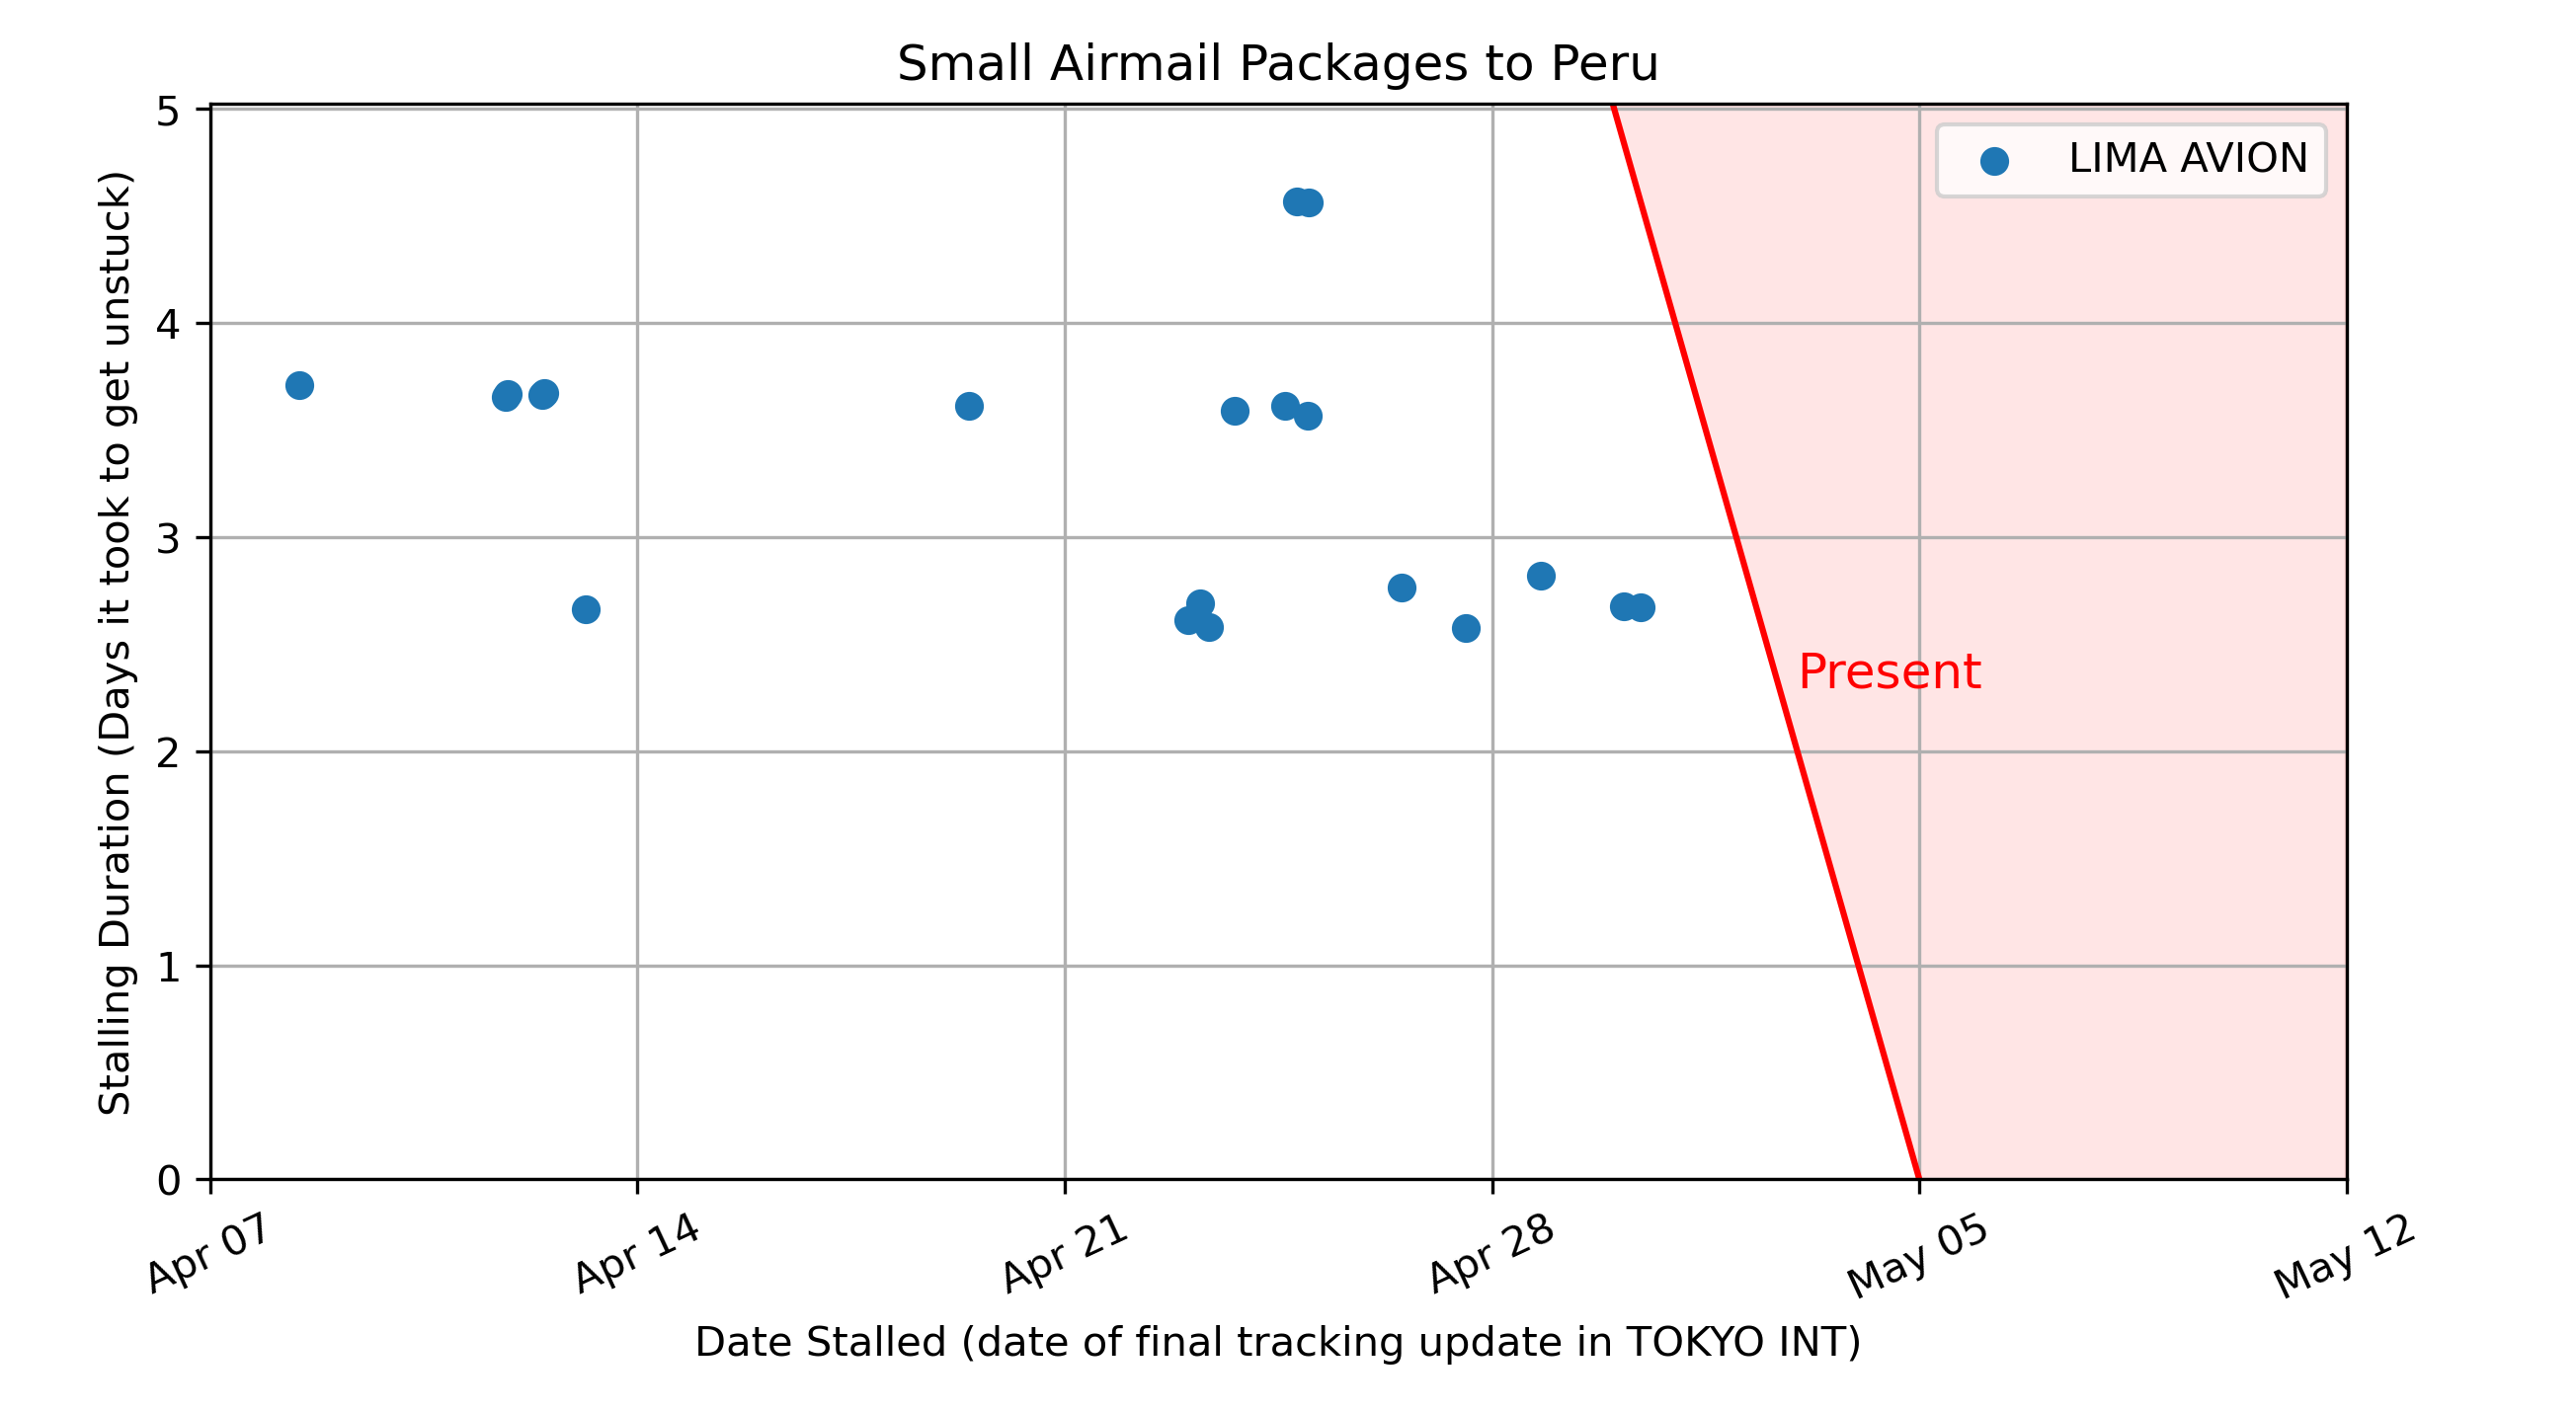 Small Airmail Packages to Peru
LIMA AVION
Stalling Duration (Days it took to get unstuck)
5
4
3
2
1
0
Present
Apr 07
Apr 14
Apr 21
Apr 28
May 05
May 12
Date Stalled (date of final tracking update in TOKYO INT)